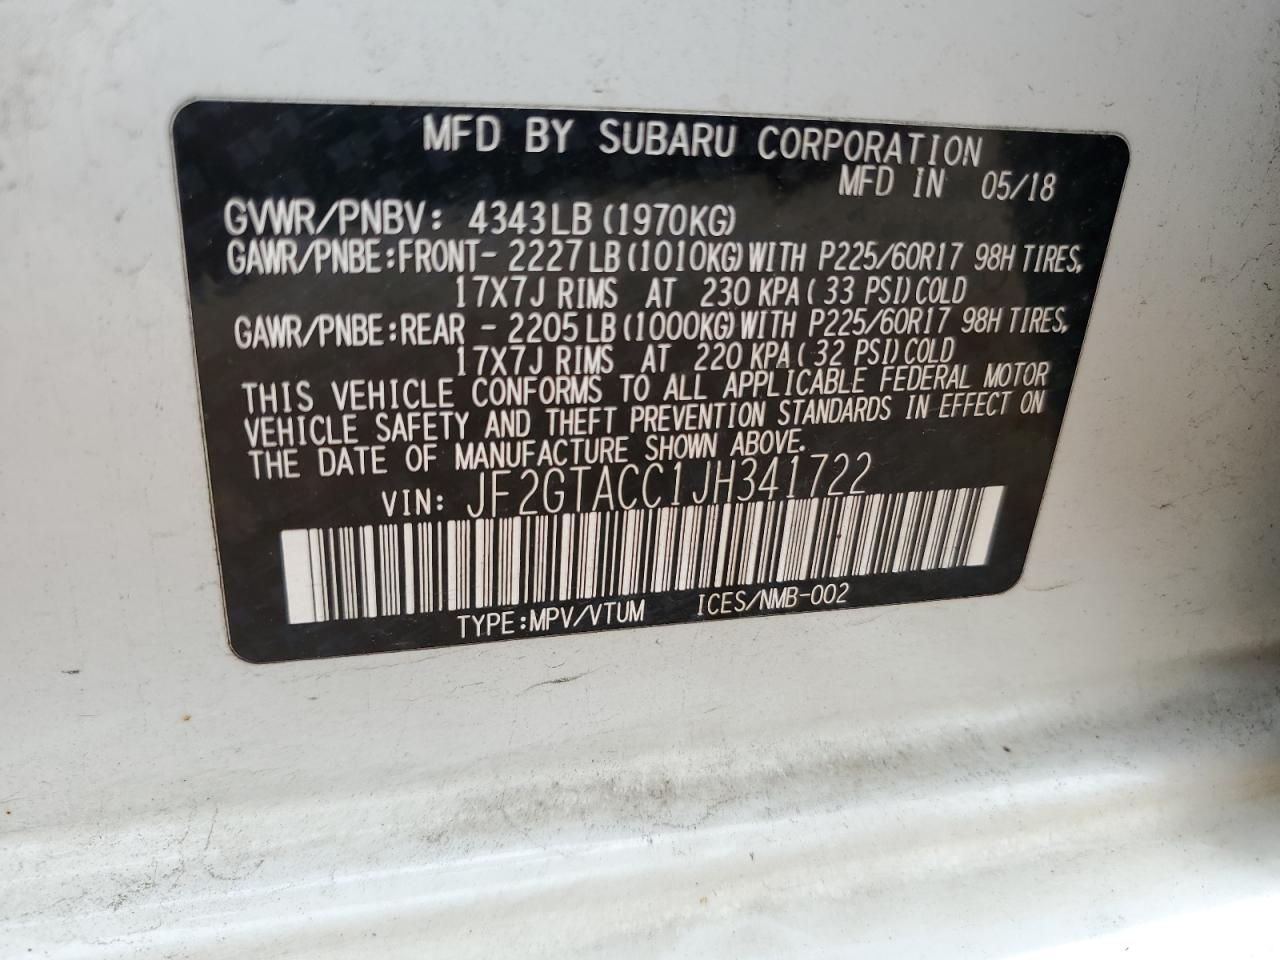 MFD BY SUBARU CORPORATION
MFD IN 05/18
GVWR/PNBV: 4343LB (1970KG)
GAWR/PNBE:FRONT- 2227LB (1010KG) WITH P225/60R17 98H TIRES,
17X7J RIMS AT 230 KPA ( 33 PSI) COLD
GAWR/PNBE:REAR - 2205LB (1000KG) WITH P225/60R17 98H TIRES,
17X7J RIMS AT 220 KPA ( 32 PSI) COLD
THIS VEHICLE CONFORMS TO ALL APPLICABLE FEDERAL MOTOR
VEHICLE SAFETY AND THEFT PREVENTION STANDARDS IN EFFECT ON
THE DATE OF MANUFACTURE SHOWN ABOVE.
VIN: JF2GTACC1JH341722
TYPE:MPV/VTUM ICES/NMB-002